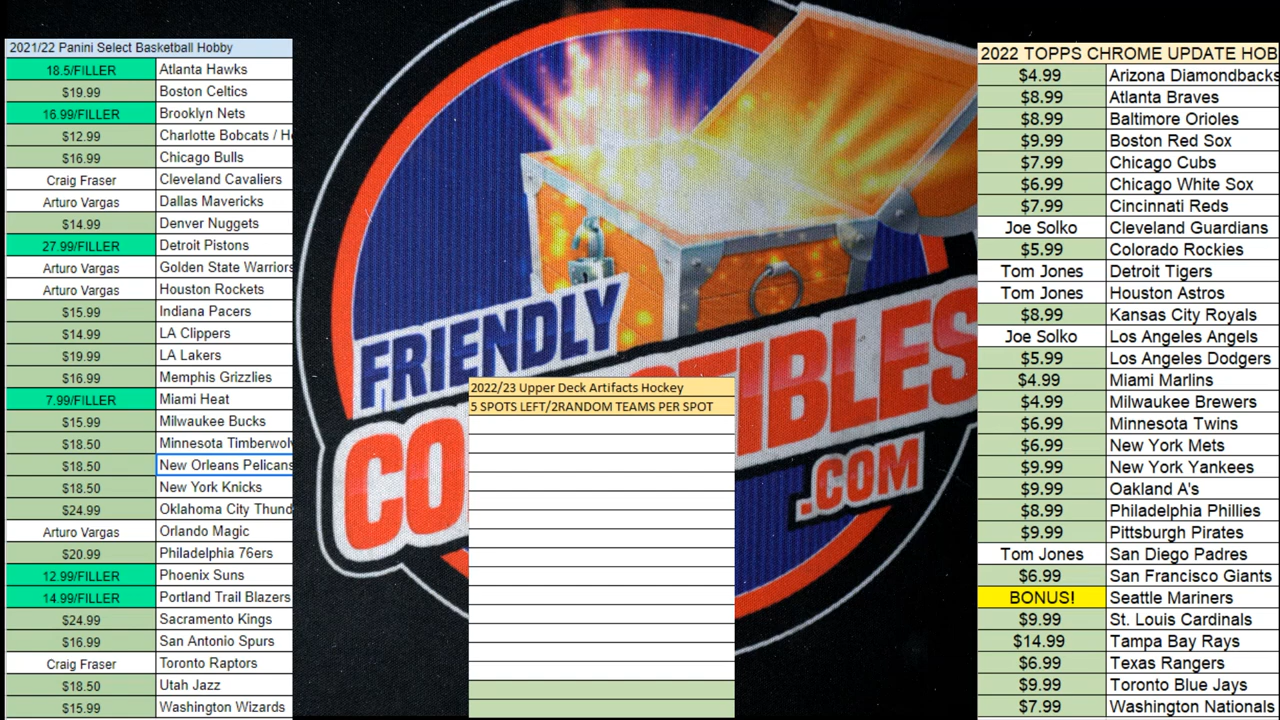 2021/22 Panini Select Basketball Hobby
18.5/FILLER Atlanta Hawks
$19.99 Boston Celtics
16.99/FILLER Brooklyn Nets
$12.99 Charlotte Bobcats / H
$16.99 Chicago Bulls
Craig Fraser Cleveland Cavaliers
Arturo Vargas Dallas Mavericks
$14.99 Denver Nuggets
27.99/FILLER Detroit Pistons
Arturo Vargas Golden State Warriors
Arturo Vargas Houston Rockets
$15.99 Indiana Pacers
$14.99 LA Clippers
$19.99 LA Lakers
$16.99 Memphis Grizzlies
7.99/FILLER Miami Heat
$15.99 Milwaukee Bucks
$18.50 Minnesota Timberwol
$18.50 New Orleans Pelicans
$18.50 New York Knicks
$24.99 Oklahoma City Thund
Arturo Vargas Orlando Magic
$20.99 Philadelphia 76ers
12.99/FILLER Phoenix Suns
14.99/FILLER Portland Trail Blazers
$24.99 Sacramento Kings
$16.99 San Antonio Spurs
Craig Fraser Toronto Raptors
$18.50 Utah Jazz
$15.99 Washington Wizards
FRIENDLY
CO TIBLES
.COM
2022/23 Upper Deck Artifacts Hockey
5 SPOTS LEFT/2RANDOM TEAMS PER SPOT
2022 TOPPS CHROME UPDATE HOB
$4.99 Arizona Diamondbacks
$8.99 Atlanta Braves
$8.99 Baltimore Orioles
$9.99 Boston Red Sox
$7.99 Chicago Cubs
$6.99 Chicago White Sox
$7.99 Cincinnati Reds
Joe Solko Cleveland Guardians
$5.99 Colorado Rockies
Tom Jones Detroit Tigers
Tom Jones Houston Astros
$8.99 Kansas City Royals
Joe Solko Los Angeles Angels
$5.99 Los Angeles Dodgers
$4.99 Miami Marlins
$4.99 Milwaukee Brewers
$6.99 Minnesota Twins
$6.99 New York Mets
$9.99 New York Yankees
$9.99 Oakland A's
$8.99 Philadelphia Phillies
$9.99 Pittsburgh Pirates
Tom Jones San Diego Padres
$6.99 San Francisco Giants
BONUS! Seattle Mariners
$9.99 St. Louis Cardinals
$14.99 Tampa Bay Rays
$6.99 Texas Rangers
$9.99 Toronto Blue Jays
$7.99 Washington Nationals